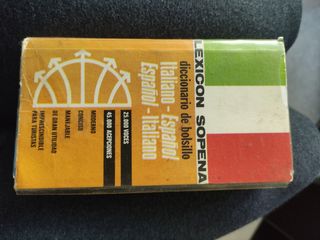 LEXICON SOPENA
diccionario de bolsillo
Italiano - Español
Español - Italiano
25.000 VOCES
45.000 ACEPCIONES
MODERNO
CONCISO
MANEJABLE
DE GRAN UTILIDAD
IMPRESCINDIBLE
PARA TURISTAS